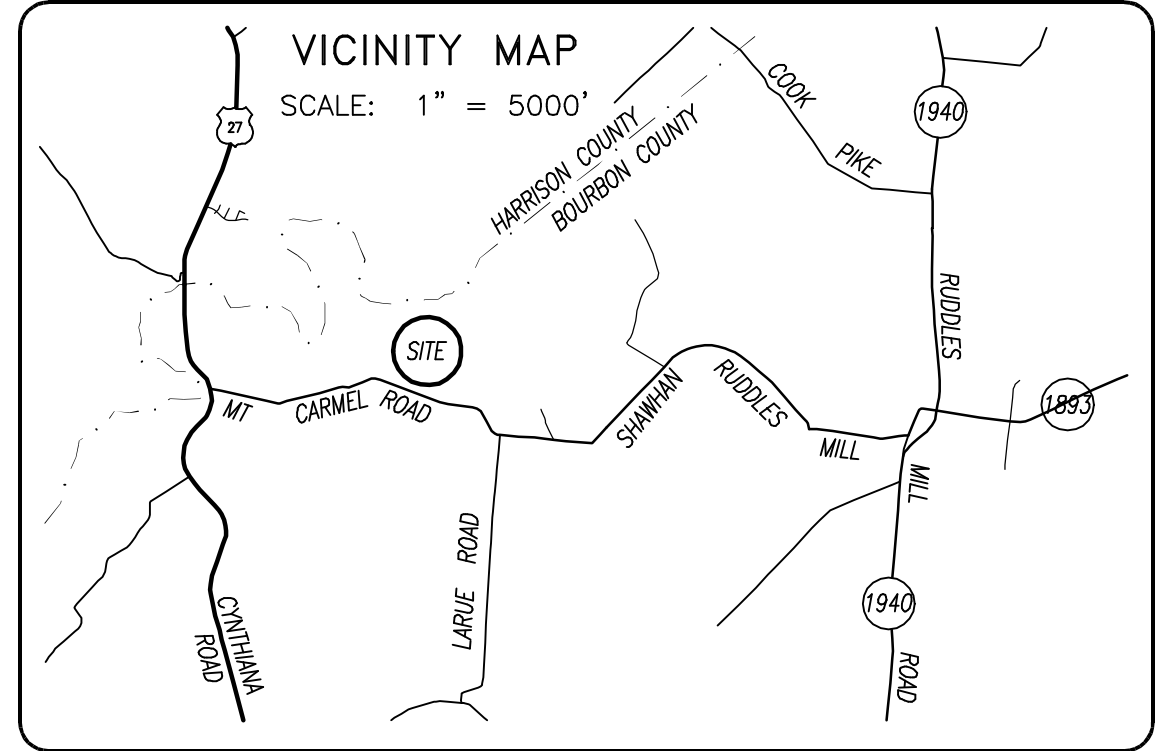 VICINITY MAP
SCALE: 1" = 5000'
27
COOK
PIKE
1940
HARRISON COUNTY
BOURBON COUNTY
RUDDLES
SITE
MT
CARMEL ROAD
SHAWHAN
RUDDLES
MILL
1893
MILL
LARUE ROAD
1940
CYNTHIANA
ROAD
ROAD